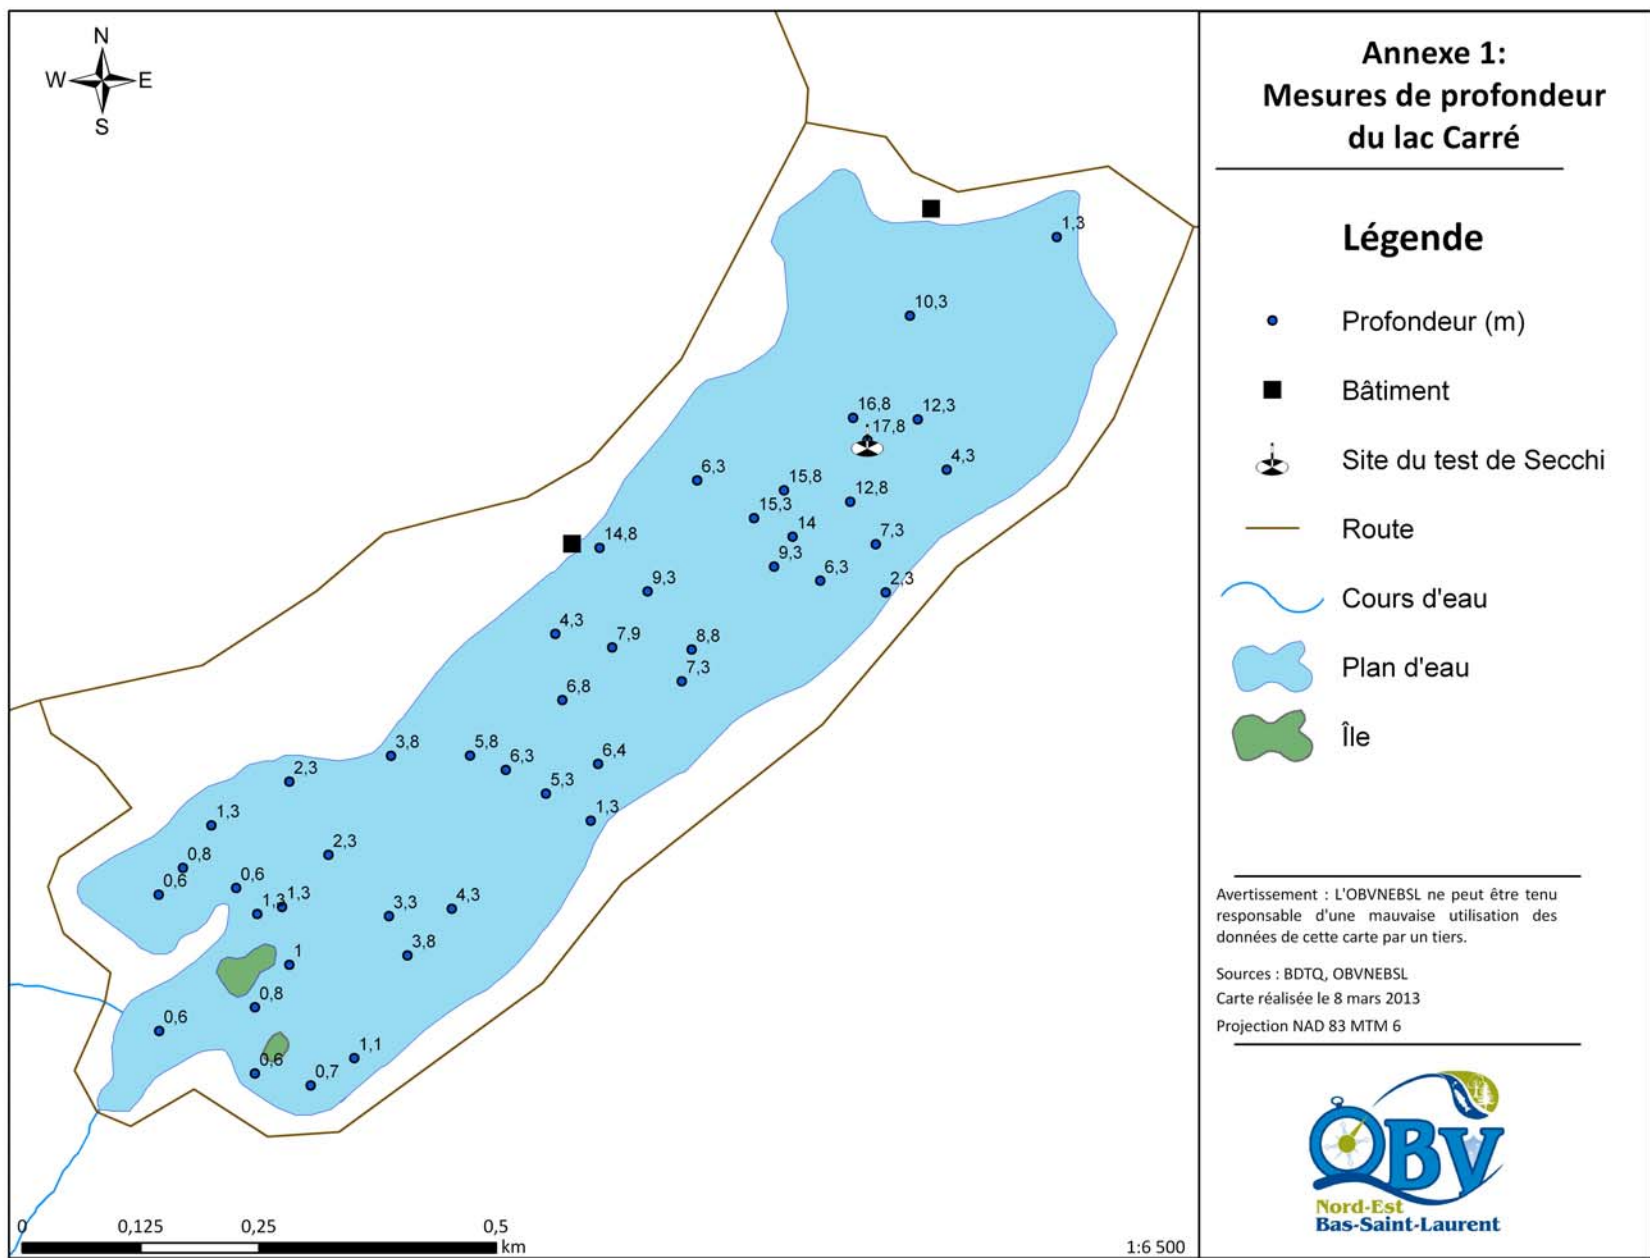 N
W E
S
Annexe 1:
Mesures de profondeur
du lac Carré
Légende
Profondeur (m)
Bâtiment
Site du test de Secchi
Route
Cours d'eau
Plan d'eau
Île
1,3
10,3
16,8
12,3
17,8
4,3
6,3
15,8
12,8
15,3
14
7,3
14,8
9,3
6,3
2,3
9,3
4,3
7,9
8,8
7,3
6,8
3,8
5,8
6,3
6,4
2,3
5,3
1,3
1,3
2,3
0,8
0,6
0,6
1,3
1,3
3,3
4,3
3,8
1
0,8
0,6
1,1
0,6
0,7
0 0,125 0,25 0,5
km
1:6 500
Avertissement : L'OBVNEBSL ne peut être tenu
responsable d'une mauvaise utilisation des
données de cette carte par un tiers.
Sources : BDTQ, OBVNEBSL
Carte réalisée le 8 mars 2013
Projection NAD 83 MTM 6
OBV
Nord-Est
Bas-Saint-Laurent